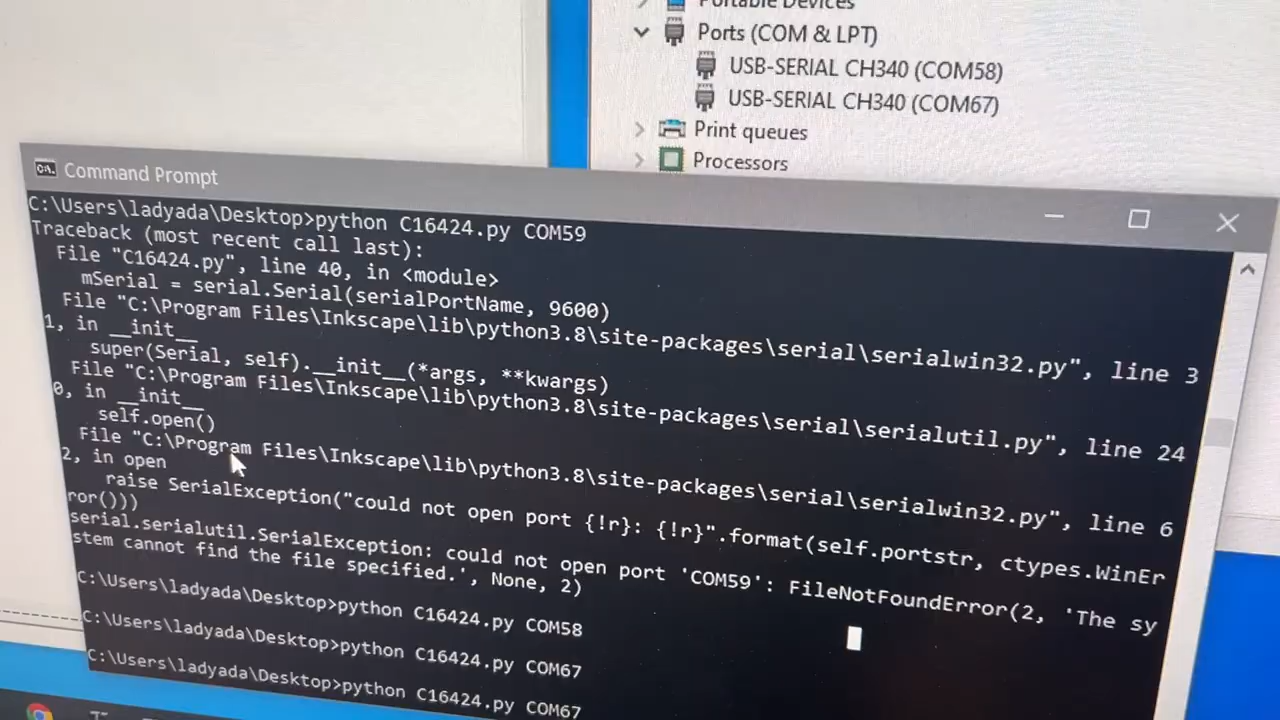 Portable Devices
Ports (COM & LPT)
USB-SERIAL CH340 (COM58)
USB-SERIAL CH340 (COM67)
Print queues
Processors
Command Prompt
C:\Users\ladyada\Desktop>python C16424.py COM59
Traceback (most recent call last):
File "C16424.py", line 40, in <module>
mSerial = serial.Serial(serialPortName, 9600)
File "C:\Program Files\Inkscape\lib\python3.8\site-packages\serial\serialwin32.py", line 3
1, in __init__
super(Serial, self).__init__(*args, **kwargs)
File "C:\Program Files\Inkscape\lib\python3.8\site-packages\serial\serialutil.py", line 24
0, in __init__
self.open()
File "C:\Program Files\Inkscape\lib\python3.8\site-packages\serial\serialwin32.py", line 6
2, in open
raise SerialException("could not open port {!r}: {!r}".format(self.portstr, ctypes.WinEr
ror()))
serial.serialutil.SerialException: could not open port 'COM59': FileNotFoundError(2, 'The sy
stem cannot find the file specified.', None, 2)
C:\Users\ladyada\Desktop>python C16424.py COM58
C:\Users\ladyada\Desktop>python C16424.py COM67
C:\Users\ladyada\Desktop>python C16424.py COM67